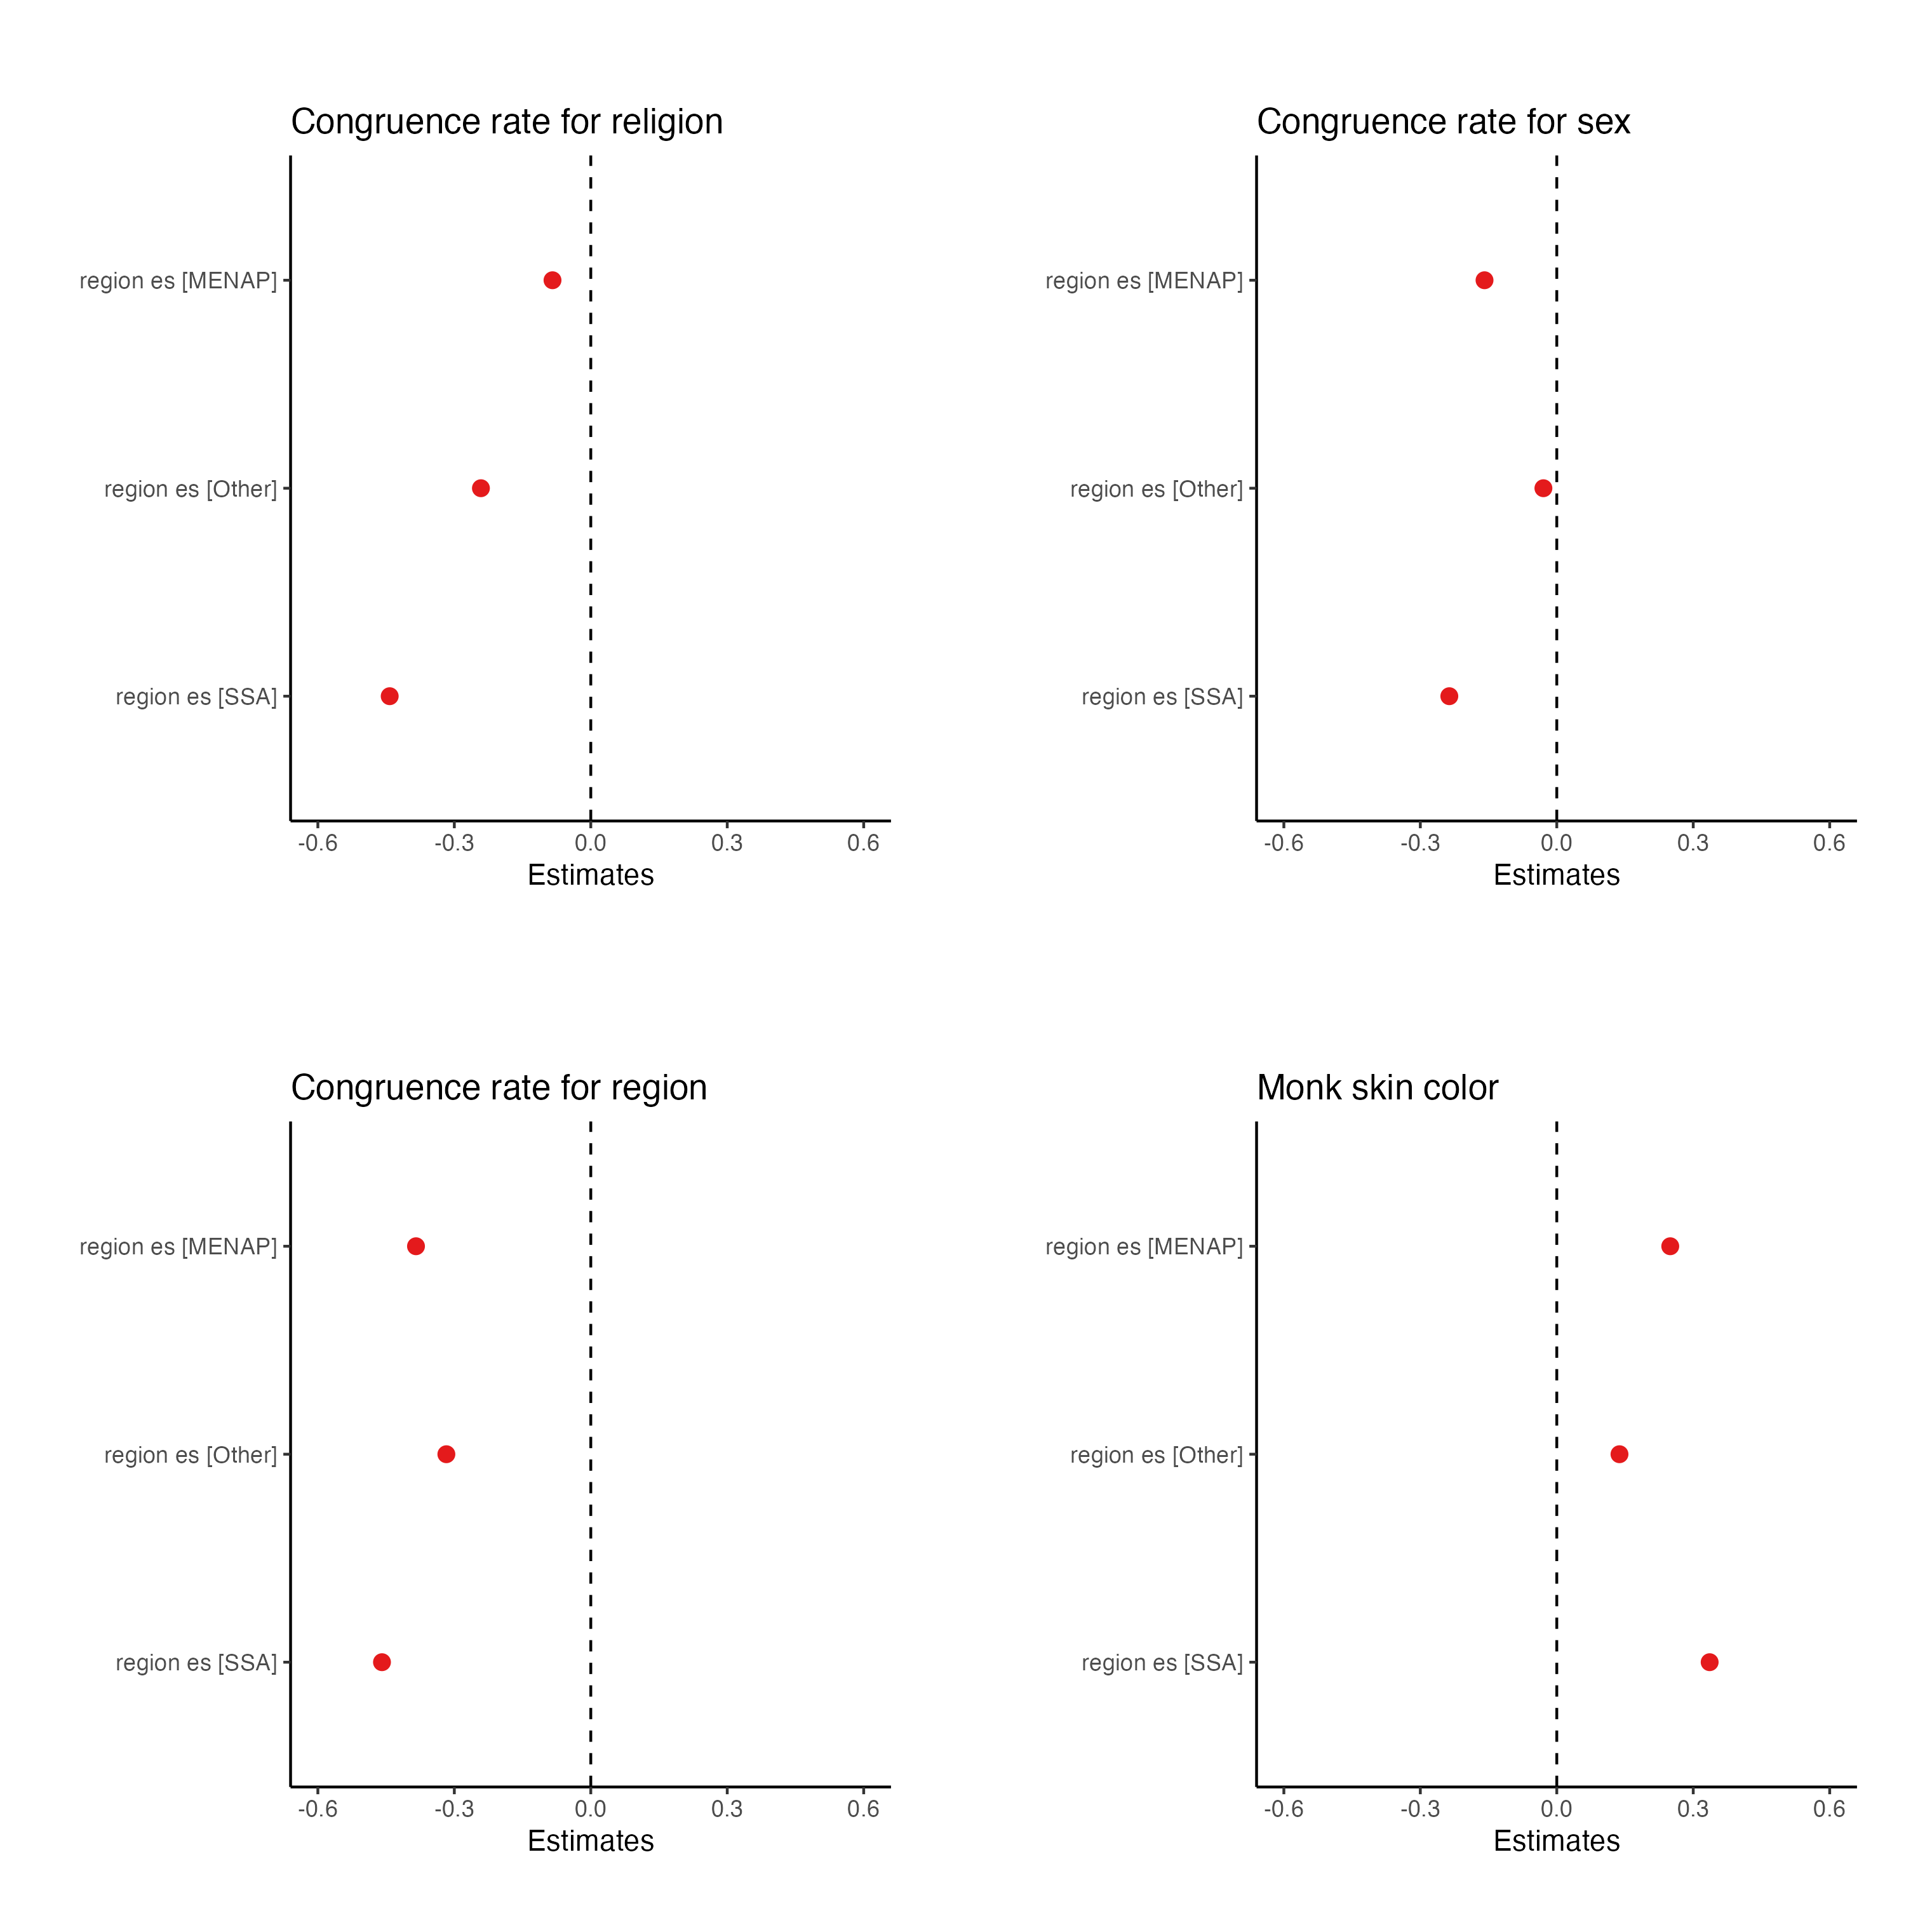 Congruence rate for religion
region es [MENAP]
region es [Other]
region es [SSA]
-0.6 -0.3 0.0 0.3 0.6
Estimates
Congruence rate for sex
region es [MENAP]
region es [Other]
region es [SSA]
-0.6 -0.3 0.0 0.3 0.6
Estimates
Congruence rate for region
region es [MENAP]
region es [Other]
region es [SSA]
-0.6 -0.3 0.0 0.3 0.6
Estimates
Monk skin color
region es [MENAP]
region es [Other]
region es [SSA]
-0.6 -0.3 0.0 0.3 0.6
Estimates